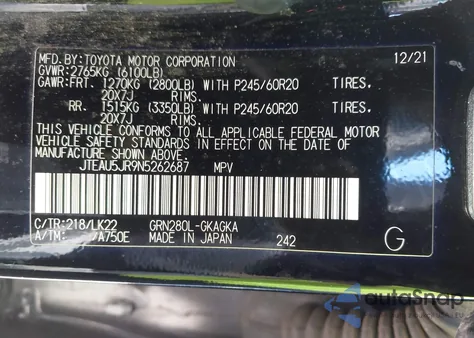 MFD.BY:TOYOTA MOTOR CORPORATION 12/21
GVWR:2765KG (6100LB)
GAWR:FRT. 1270KG (2800LB) WITH P245/60R20 TIRES.
20X7J RIMS.
RR. 1515KG (3350LB) WITH P245/60R20 TIRES.
20X7J RIMS.
THIS VEHICLE CONFORMS TO ALL APPLICABLE FEDERAL MOTOR
VEHICLE SAFETY STANDARDS IN EFFECT ON THE DATE OF
MANUFACTURE SHOWN ABOVE.
JTEAU5JR9N5262687 MPV
C/TR:218/LK22 GRN280L-GKAGKA
A/TM: /A750E MADE IN JAPAN 242 G
autoSnap